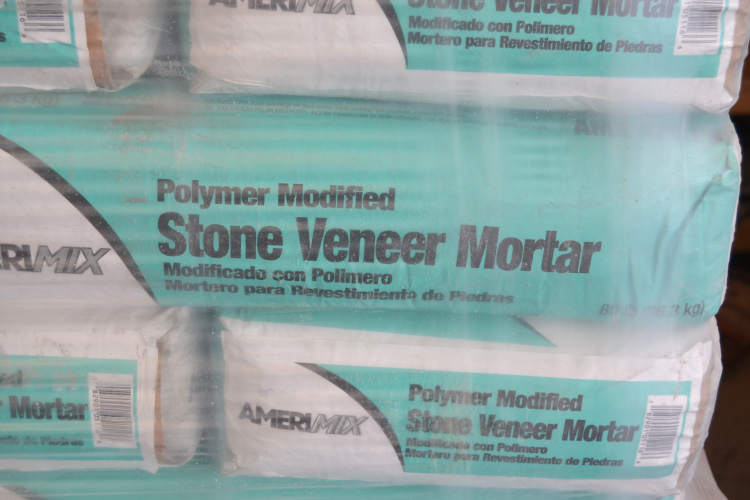 AMERIMIX
Stone Veneer Mortar
Modificado con Polimero
Mortero para Revestimiento de Piedras
Polymer Modified
Stone Veneer Mortar
Modificado con Polimero
Mortero para Revestimiento de Piedras
ERIMIX
Mortar
AMERIMIX
Polymer Modified
Stone Veneer Mortar
Modificado con Polimero
Mortero para Revestimiento de Piedras